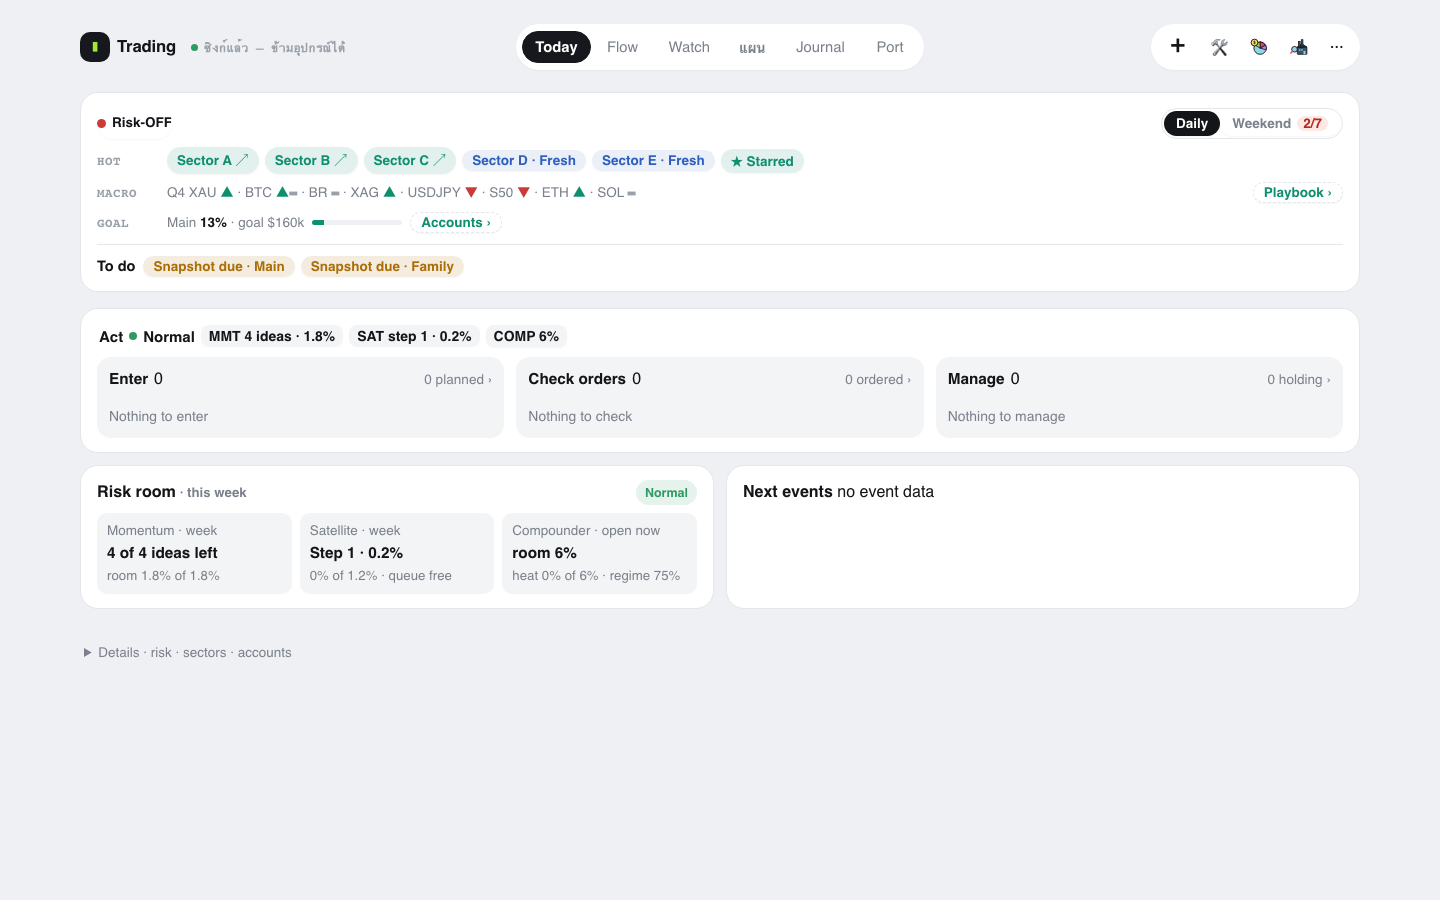 Trading
ซิงก์แล้ว — ข้ามอุปกรณ์ได้
Today Flow Watch แผน Journal Port
Risk-OFF
Daily Weekend 2/7
HOT Sector A ↗ Sector B ↗ Sector C ↗ Sector D · Fresh Sector E · Fresh ★ Starred
MACRO Q4 XAU ▲ · BTC ▲▬ · BR ▬ · XAG ▲ · USDJPY ▼ · S50 ▼ · ETH ▲ · SOL ▬ Playbook ›
GOAL Main 13% · goal $160k Accounts ›
To do Snapshot due · Main Snapshot due · Family
Act Normal MMT 4 ideas · 1.8% SAT step 1 · 0.2% COMP 6%
Enter 0 0 planned ›
Nothing to enter
Check orders 0 0 ordered ›
Nothing to check
Manage 0 0 holding ›
Nothing to manage
Risk room · this week Normal
Momentum · week
4 of 4 ideas left
room 1.8% of 1.8%
Satellite · week
Step 1 · 0.2%
0% of 1.2% · queue free
Compounder · open now
room 6%
heat 0% of 6% · regime 75%
Next events no event data
▶ Details · risk · sectors · accounts